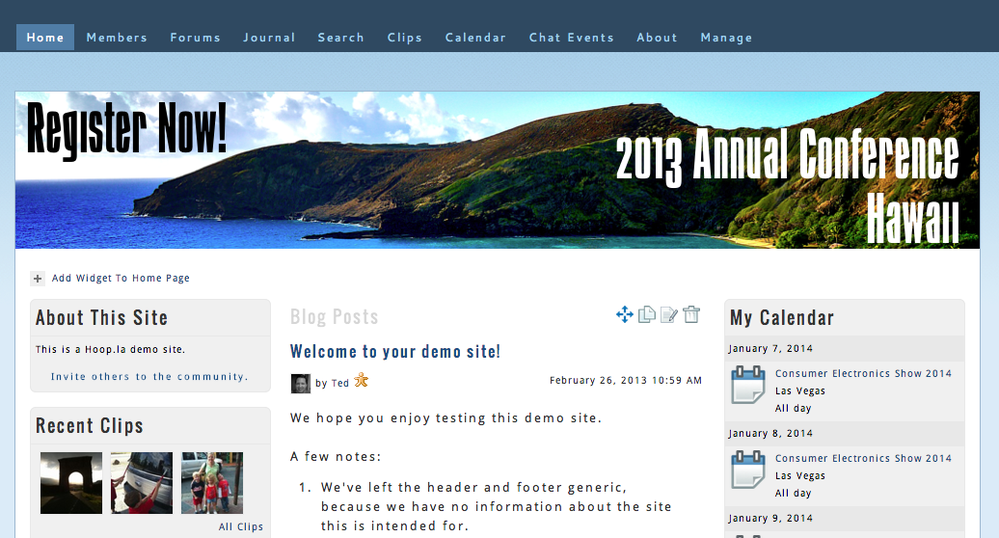 Home Members Forums Journal Search Clips Calendar Chat Events About Manage
Register Now!
2013 Annual Conference
Hawaii
Add Widget To Home Page
About This Site
This is a Hoop.la demo site.
Invite others to the community.
Recent Clips
All Clips
Blog Posts
Welcome to your demo site!
by Ted
February 26, 2013 10:59 AM
We hope you enjoy testing this demo site.
A few notes:
1. We've left the header and footer generic,
because we have no information about the site
this is intended for.
My Calendar
January 7, 2014
Consumer Electronics Show 2014
Las Vegas
All day
January 8, 2014
Consumer Electronics Show 2014
Las Vegas
All day
January 9, 2014